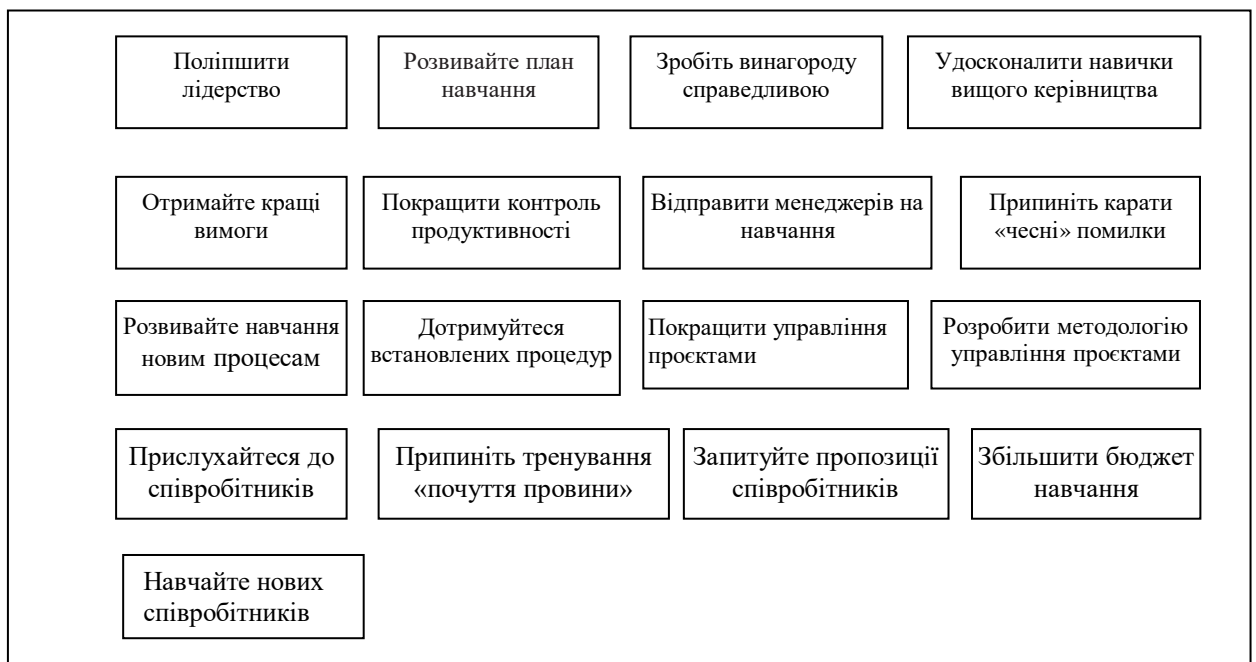 Поліпшити
лідерство
Розвивайте план
навчання
Зробіть винагороду
справедливою
Удосконалити навички
вищого керівництва
Отримайте кращі
вимоги
Покращити контроль
продуктивності
Відправити менеджерів на
навчання
Припиніть карати
«чесні» помилки
Розвивайте навчання
новим процесам
Дотримуйтеся
встановлених процедур
Покращити управління
проєктами
Розробити методологію
управління проєктами
Прислухайтеся до
співробітників
Припиніть тренування
«почуття провини»
Запитуйте пропозиції
співробітників
Збільшити бюджет
навчання
Навчайте нових
співробітників